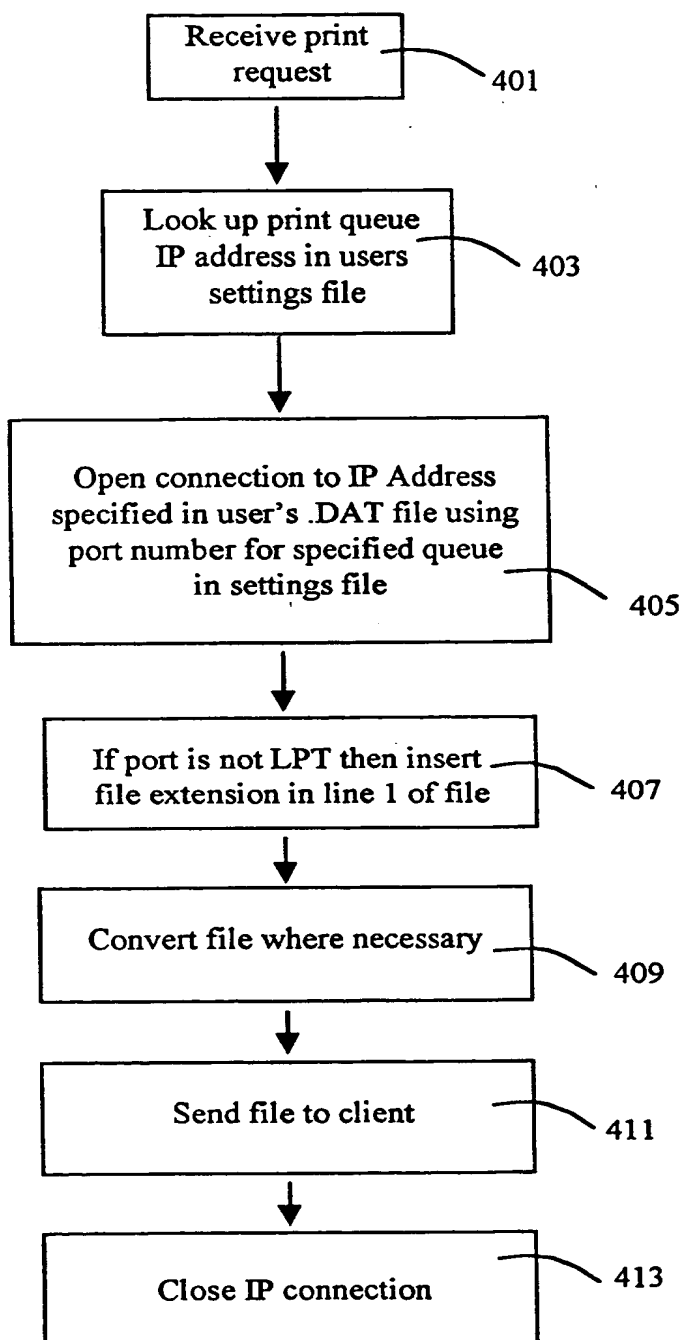 Receive print
request
401
Look up print queue
IP address in users
settings file
403
Open connection to IP Address
specified in user's .DAT file using
port number for specified queue
in settings file
405
If port is not LPT then insert
file extension in line 1 of file
407
Convert file where necessary
409
Send file to client
411
Close IP connection
413